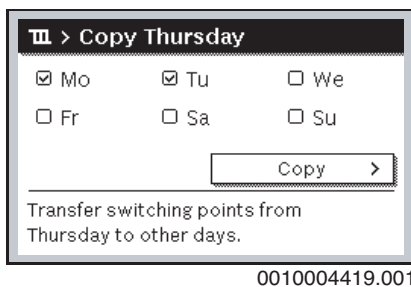 > Copy Thursday
☑ Mo ☑ Tu ☐ We
☐ Fr ☐ Sa ☐ Su
Copy >
Transfer switching points from
Thursday to other days.
0010004419.001